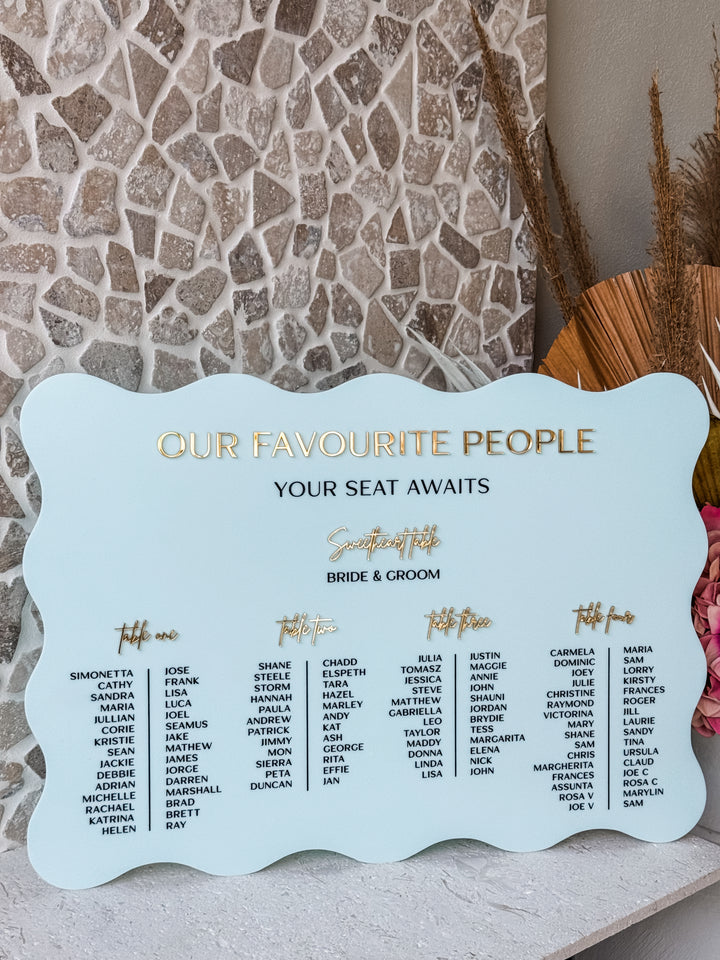 OUR FAVOURITE PEOPLE
YOUR SEAT AWAITS
Sweetheart table
BRIDE & GROOM
table one
SIMONETTA
CATHY
SANDRA
MARIA
JULLIAN
CORIE
KRISTIE
SEAN
JACKIE
DEBBIE
ADRIAN
MICHELLE
RACHAEL
KATRINA
HELEN
JOSE
FRANK
LISA
LUCA
JOEL
SEAMUS
JAKE
MATHEW
JAMES
JORGE
DARREN
MARSHALL
BRAD
BRETT
RAY
table two
SHANE
STEELE
STORM
HANNAH
PAULA
ANDREW
PATRICK
JIMMY
MON
SIERRA
PETA
DUNCAN
CHADD
ELSPETH
TARA
HAZEL
MARLEY
ANDY
KAT
ASH
GEORGE
RITA
EFFIE
JAN
table three
JULIA
TOMASZ
JESSICA
STEVE
MATTHEW
GABRIELLA
LEO
TAYLOR
MADDY
DONNA
LINDA
LISA
JUSTIN
MAGGIE
ANNIE
JOHN
SHAUNI
JORDAN
BRYDIE
TESS
MARGARITA
ELENA
NICK
JOHN
table four
CARMELA
DOMINIC
JOEY
JULIE
CHRISTINE
RAYMOND
VICTORINA
MARY
SHANE
SAM
CHRIS
MARGHERITA
FRANCES
ASSUNTA
ROSA V
JOE V
MARIA
SAM
LORRY
KIRSTY
FRANCES
ROGER
JILL
LAURIE
SANDY
TINA
URSULA
CLAUD
JOE C
ROSA C
MARYLIN
SAM